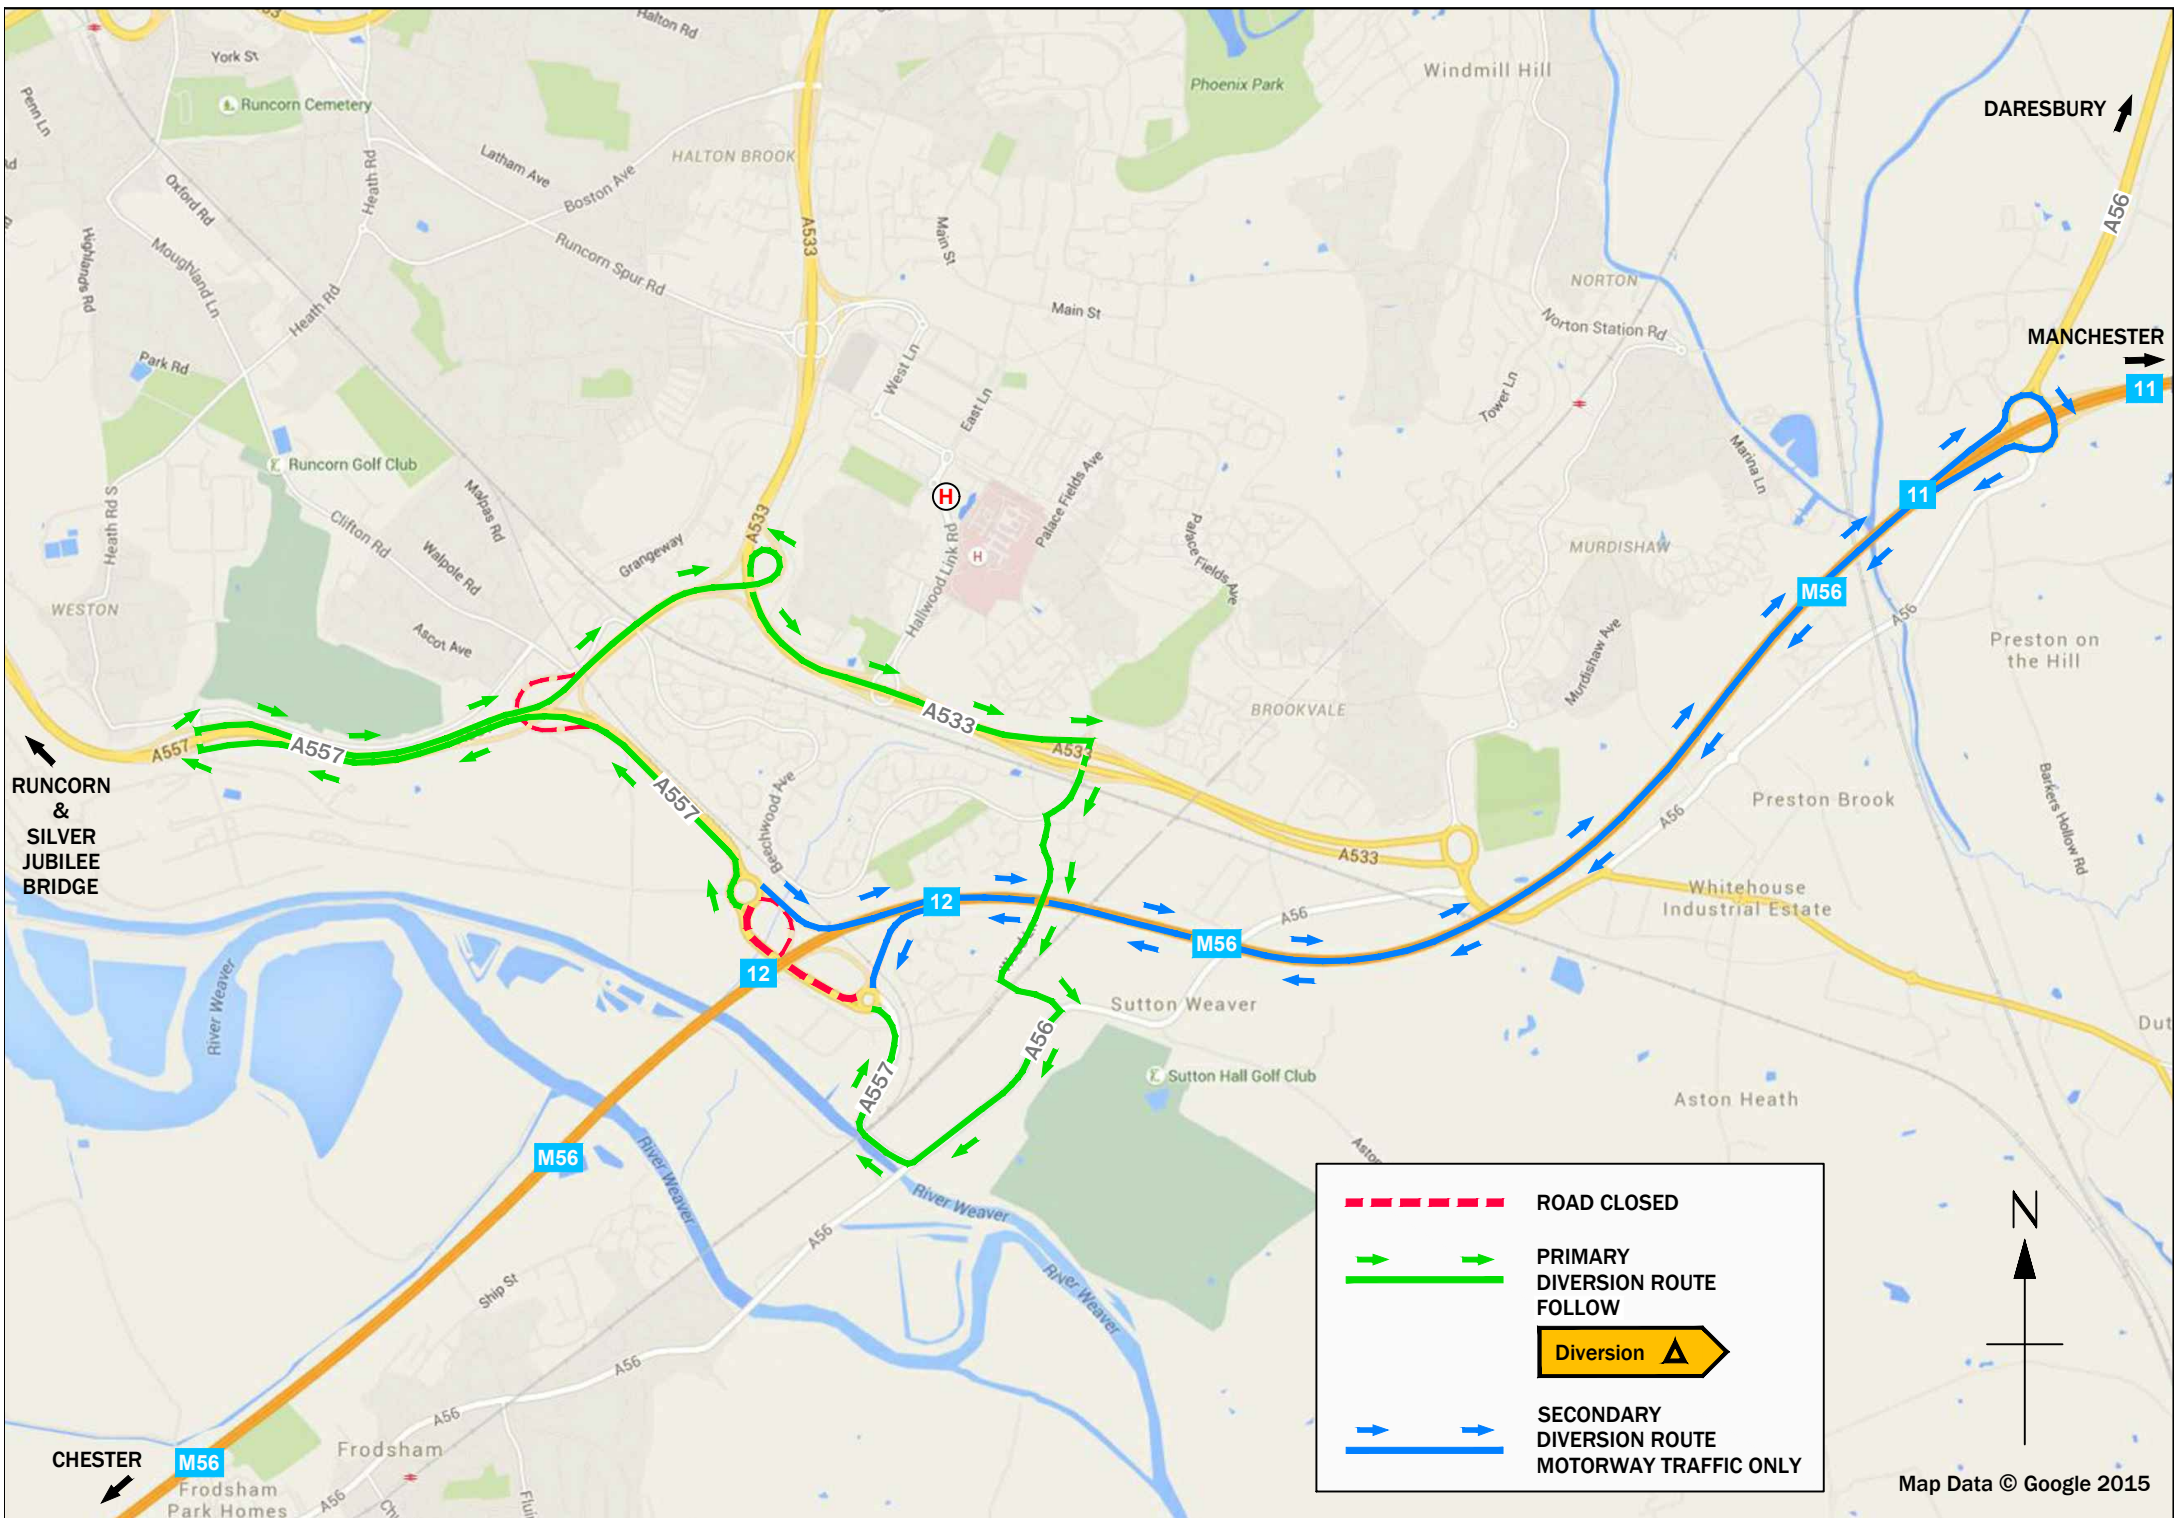 Halton Rd
York St
Runcorn Cemetery
Penn Ln
Oxford Rd
Heath Rd
Latham Ave
Boston Ave
HALTON BROOK
Phoenix Park
Windmill Hill
DARESBURY
A56
A533
Main St
Main St
Runcorn Spur Rd
Highlands Rd
Moughland Ln
Heath Rd
NORTON
Norton Station Rd
MANCHESTER
11
Park Rd
West Ln
East Ln
Tower Ln
Marina Ln
Runcorn Golf Club
Malpas Rd
Heath Rd S
Clifton Rd
Walpole Rd
Grangeway
A533
H
H
Hallwood Link Rd
Palace Fields Ave
Palace Fields Ave
11
MURDISHAW
M56
A56
WESTON
Ascot Ave
Murdishaw Ave
Preston on
the Hill
BROOKVALE
A533
A533
A557
A557
A557
RUNCORN
&
SILVER
JUBILEE
BRIDGE
Beechwood Ave
Preston Brook
A56
Barkers Hollow Rd
A533
Whitehouse
Industrial Estate
12
A56
M56
12
River Weaver
Sutton Weaver
A56
A557
Sutton Hall Golf Club
Aston Heath
Dut
M56
River Weaver
River Weaver
River Weaver
A56
Ship St
A56
A56
Frodsham
CHESTER
M56
Frodsham
Park Homes
A56
ROAD CLOSED
PRIMARY
DIVERSION ROUTE
FOLLOW
Diversion
SECONDARY
DIVERSION ROUTE
MOTORWAY TRAFFIC ONLY
N
Map Data © Google 2015